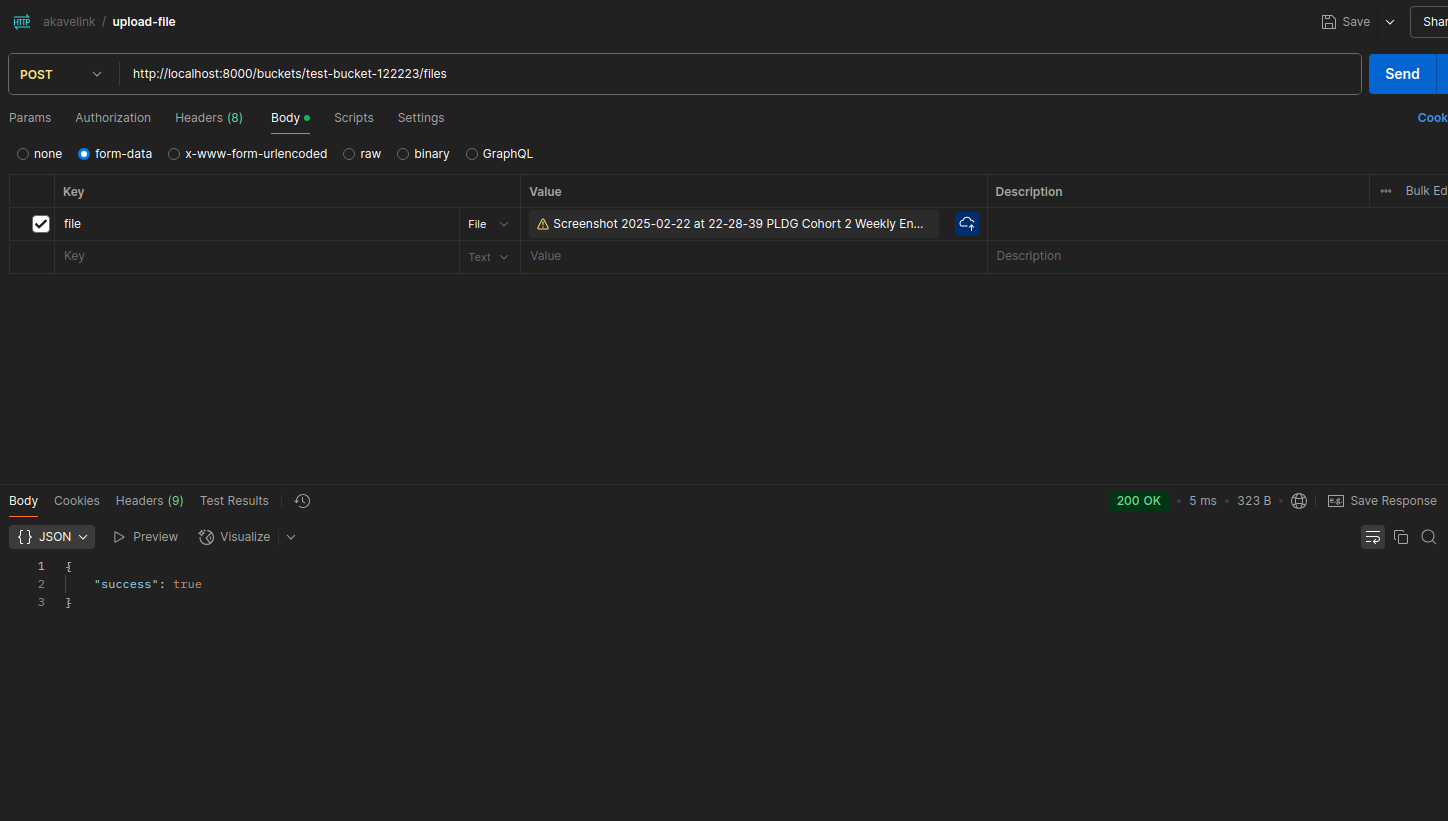 HTTP akavelink / upload-file Save Shar
POST http://localhost:8000/buckets/test-bucket-122223/files Send
Params Authorization Headers (8) Body Scripts Settings Cook
none form-data x-www-form-urlencoded raw binary GraphQL
Key Value Description Bulk Ed
file File Screenshot 2025-02-22 at 22-28-39 PLDG Cohort 2 Weekly En...
Key Text Value Description
Body Cookies Headers (9) Test Results 200 OK 5 ms 323 B e.g. Save Response
{ } JSON Preview Visualize
1 {
2 "success": true
3 }